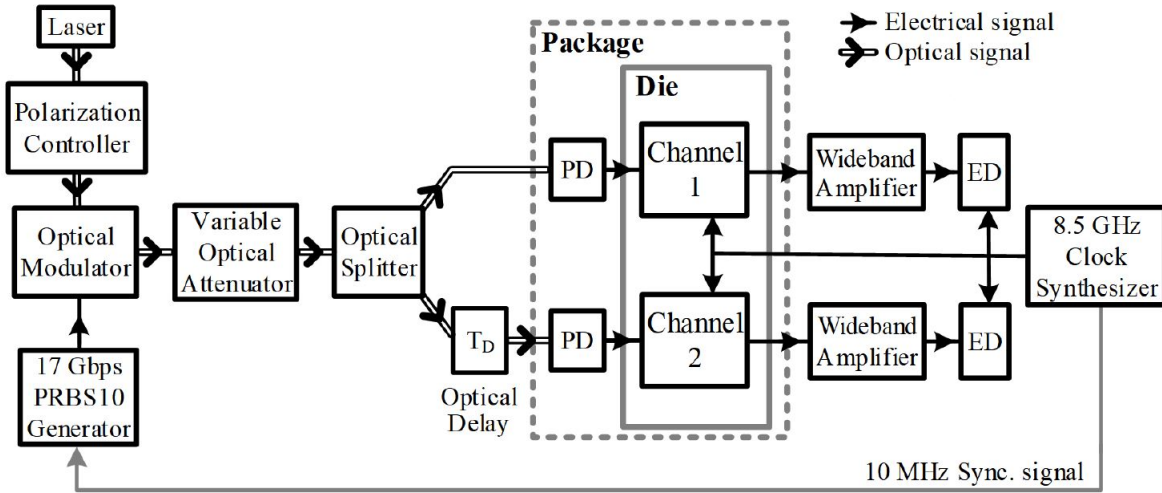 Laser
Polarization
Controller
Optical
Modulator
17 Gbps
PRBS10
Generator
Variable
Optical
Attenuator
Optical
Splitter
T_D
Optical
Delay
Package
Die
PD
Channel
1
PD
Channel
2
Electrical signal
Optical signal
Wideband
Amplifier
ED
Wideband
Amplifier
ED
8.5 GHz
Clock
Synthesizer
10 MHz Sync. signal